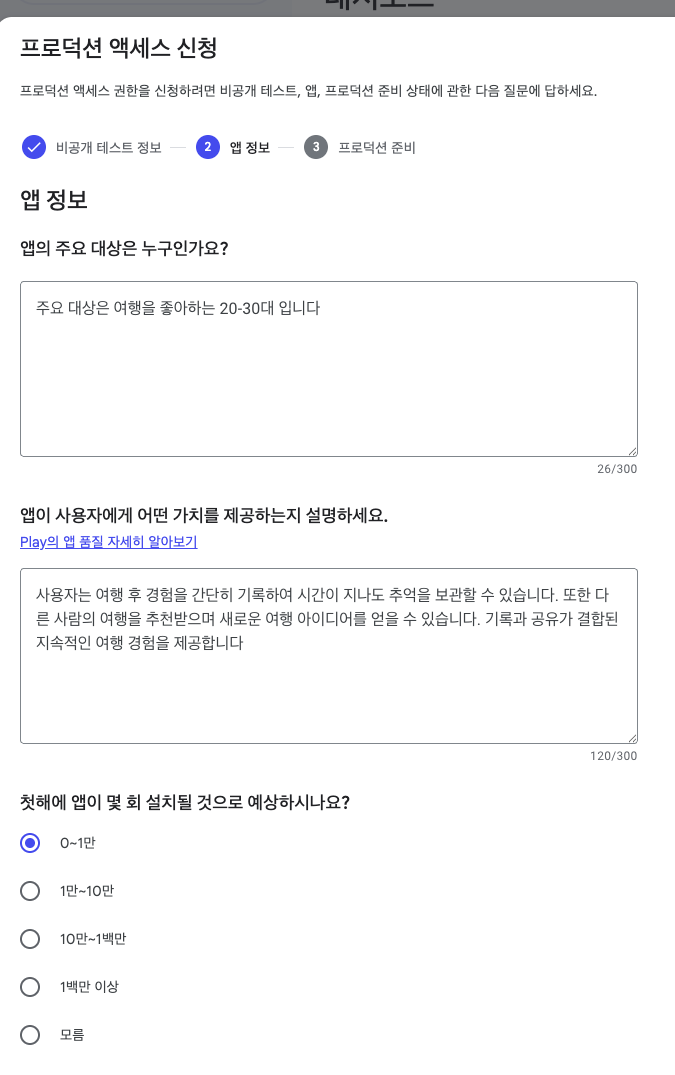 프로덕션 액세스 신청
프로덕션 액세스 권한을 신청하려면 비공개 테스트, 앱, 프로덕션 준비 상태에 관한 다음 질문에 답하세요.
비공개 테스트 정보
2 앱 정보
3 프로덕션 준비
앱 정보
앱의 주요 대상은 누구인가요?
주요 대상은 여행을 좋아하는 20-30대 입니다
26/300
앱이 사용자에게 어떤 가치를 제공하는지 설명하세요.
Play의 앱 품질 자세히 알아보기
사용자는 여행 후 경험을 간단히 기록하여 시간이 지나도 추억을 보관할 수 있습니다. 또한 다
른 사람의 여행을 추천받으며 새로운 여행 아이디어를 얻을 수 있습니다. 기록과 공유가 결합된
지속적인 여행 경험을 제공합니다
120/300
첫해에 앱이 몇 회 설치될 것으로 예상하시나요?
0~1만
1만~10만
10만~1백만
1백만 이상
모름